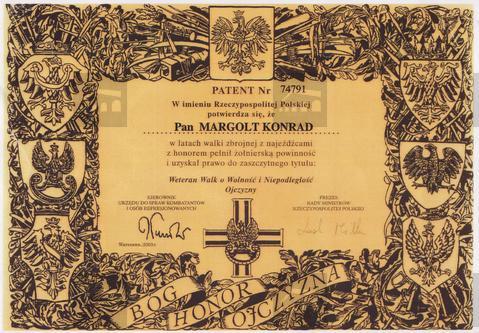 PATENT Nr 74791
W imieniu Rzeczypospolitej Polskiej
potwierdza się, że
Pan MARGOLT KONRAD
w latach walki zbrojnej z najeźdźcami
z honorem pełnił żołnierską powinność
i uzyskał prawo do zaszczytnego tytułu:
Weteran Walk o Wolność i Niepodległość
Ojczyzny
KIEROWNIK
URZĘDU DO SPRAW KOMBATANTÓW
I OSÓB REPRESJONOWANYCH
PREZES
RADY MINISTRÓW
RZECZYPOSPOLITEJ POLSKIEJ
BÓG HONOR OJCZYZNA